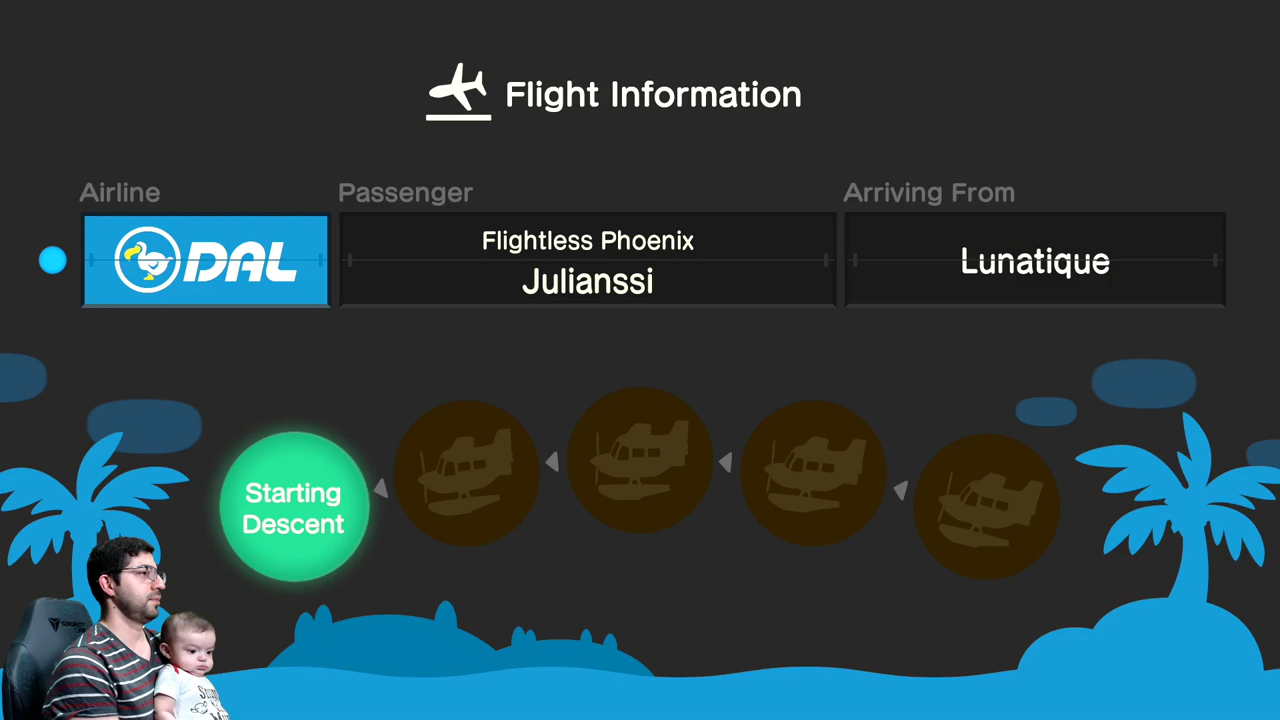 Flight Information
Airline
Passenger
Arriving From
DAL
Flightless Phoenix
Julianssi
Lunatique
Starting
Descent